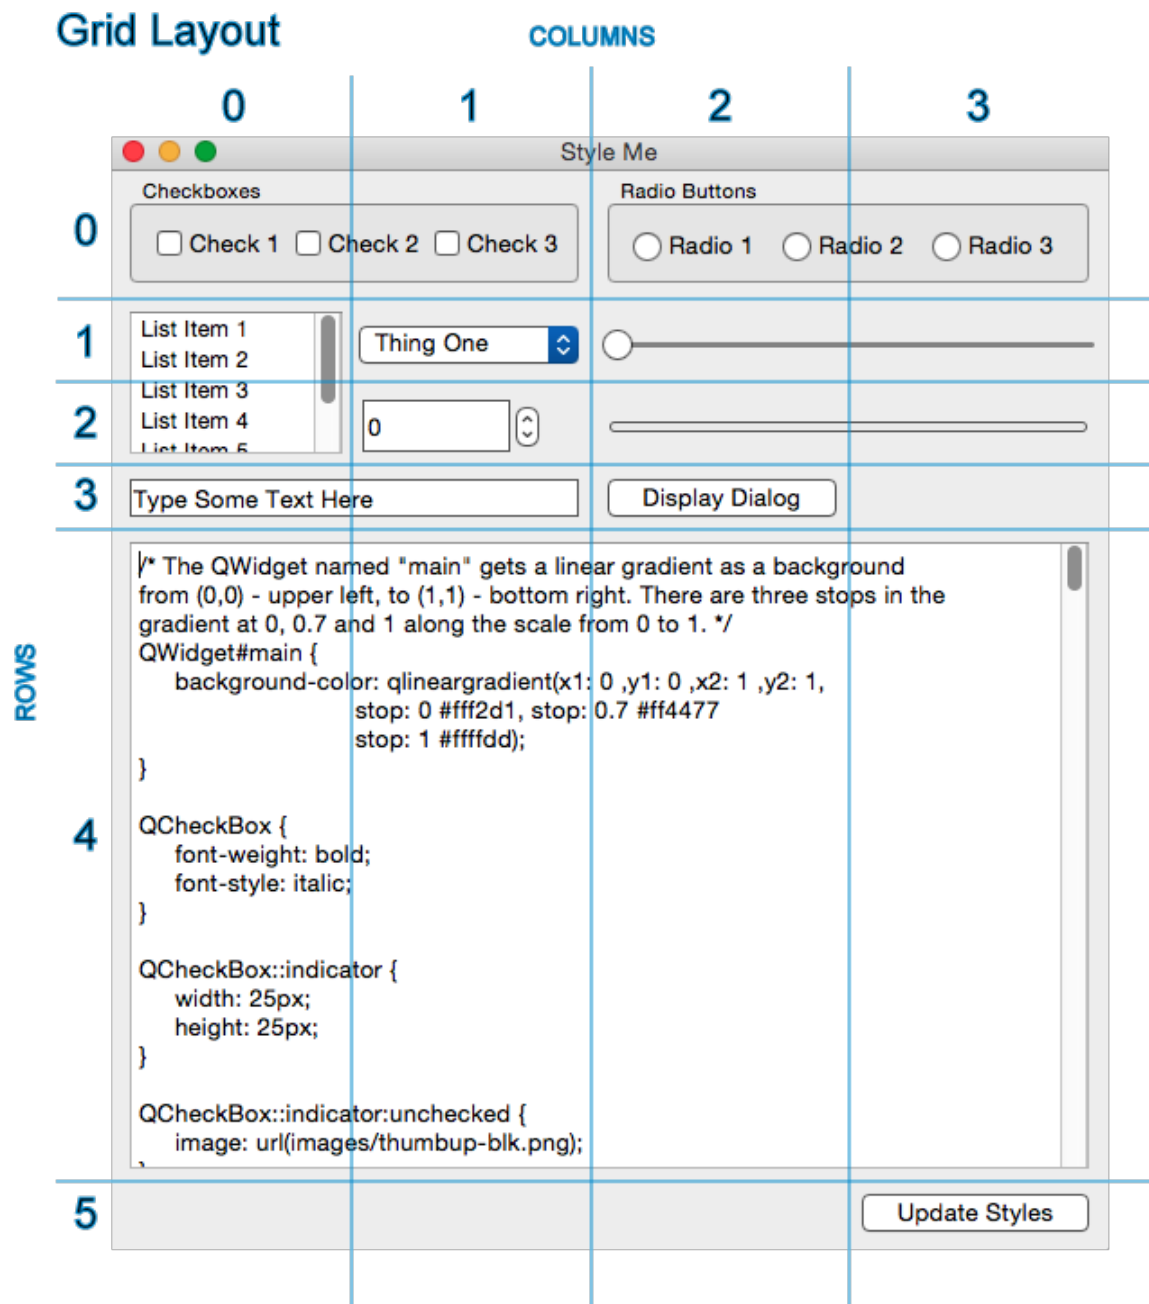 Grid Layout
COLUMNS
0 1 2 3
Style Me
Checkboxes
Radio Buttons
0
Check 1 Check 2 Check 3
Radio 1 Radio 2 Radio 3
1
List Item 1
List Item 2
List Item 3
List Item 4
List Item 5
Thing One
2
0
3
Type Some Text Here
Display Dialog
ROWS
4
/* The QWidget named "main" gets a linear gradient as a background
from (0,0) - upper left, to (1,1) - bottom right. There are three stops in the
gradient at 0, 0.7 and 1 along the scale from 0 to 1. */
QWidget#main {
background-color: qlineargradient(x1: 0 ,y1: 0 ,x2: 1 ,y2: 1,
stop: 0 #fff2d1, stop: 0.7 #ff4477
stop: 1 #ffffdd);
}
QCheckBox {
font-weight: bold;
font-style: italic;
}
QCheckBox::indicator {
width: 25px;
height: 25px;
}
QCheckBox::indicator:unchecked {
image: url(images/thumbup-blk.png);
}
5
Update Styles